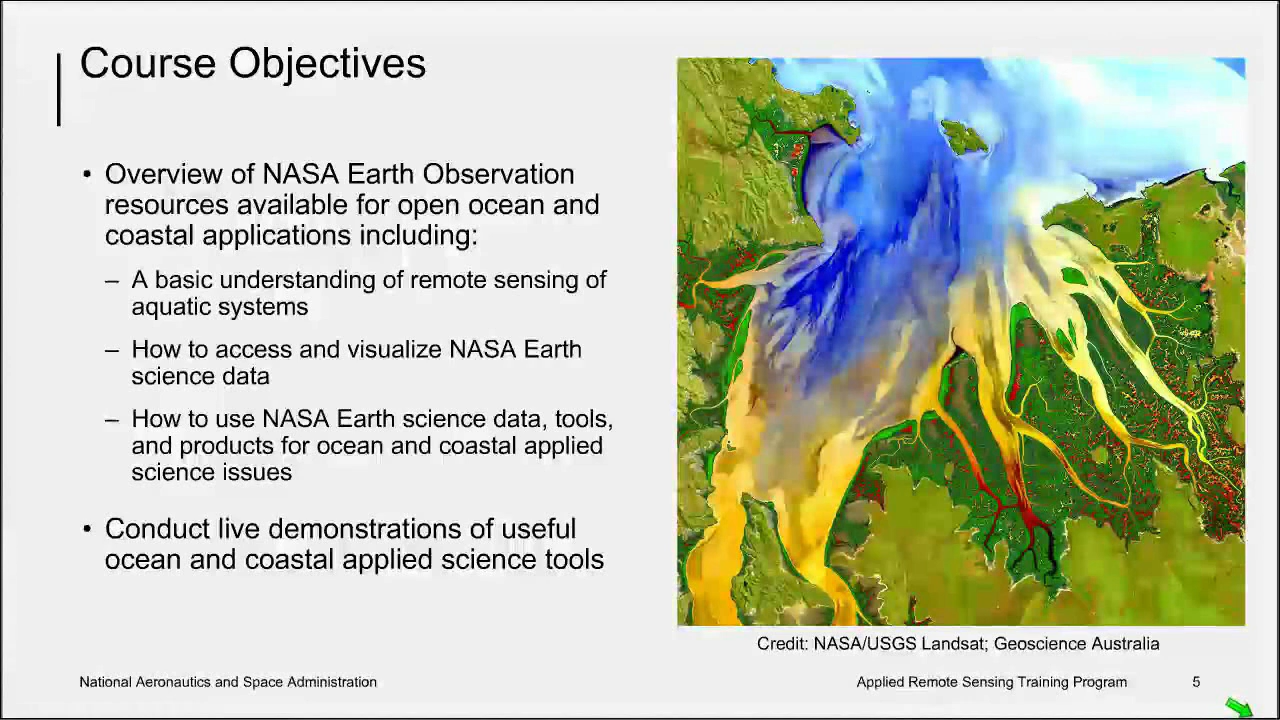 Course Objectives
• Overview of NASA Earth Observation
resources available for open ocean and
coastal applications including:
– A basic understanding of remote sensing of
aquatic systems
– How to access and visualize NASA Earth
science data
– How to use NASA Earth science data, tools,
and products for ocean and coastal applied
science issues
• Conduct live demonstrations of useful
ocean and coastal applied science tools
Credit: NASA/USGS Landsat; Geoscience Australia
National Aeronautics and Space Administration
Applied Remote Sensing Training Program
5